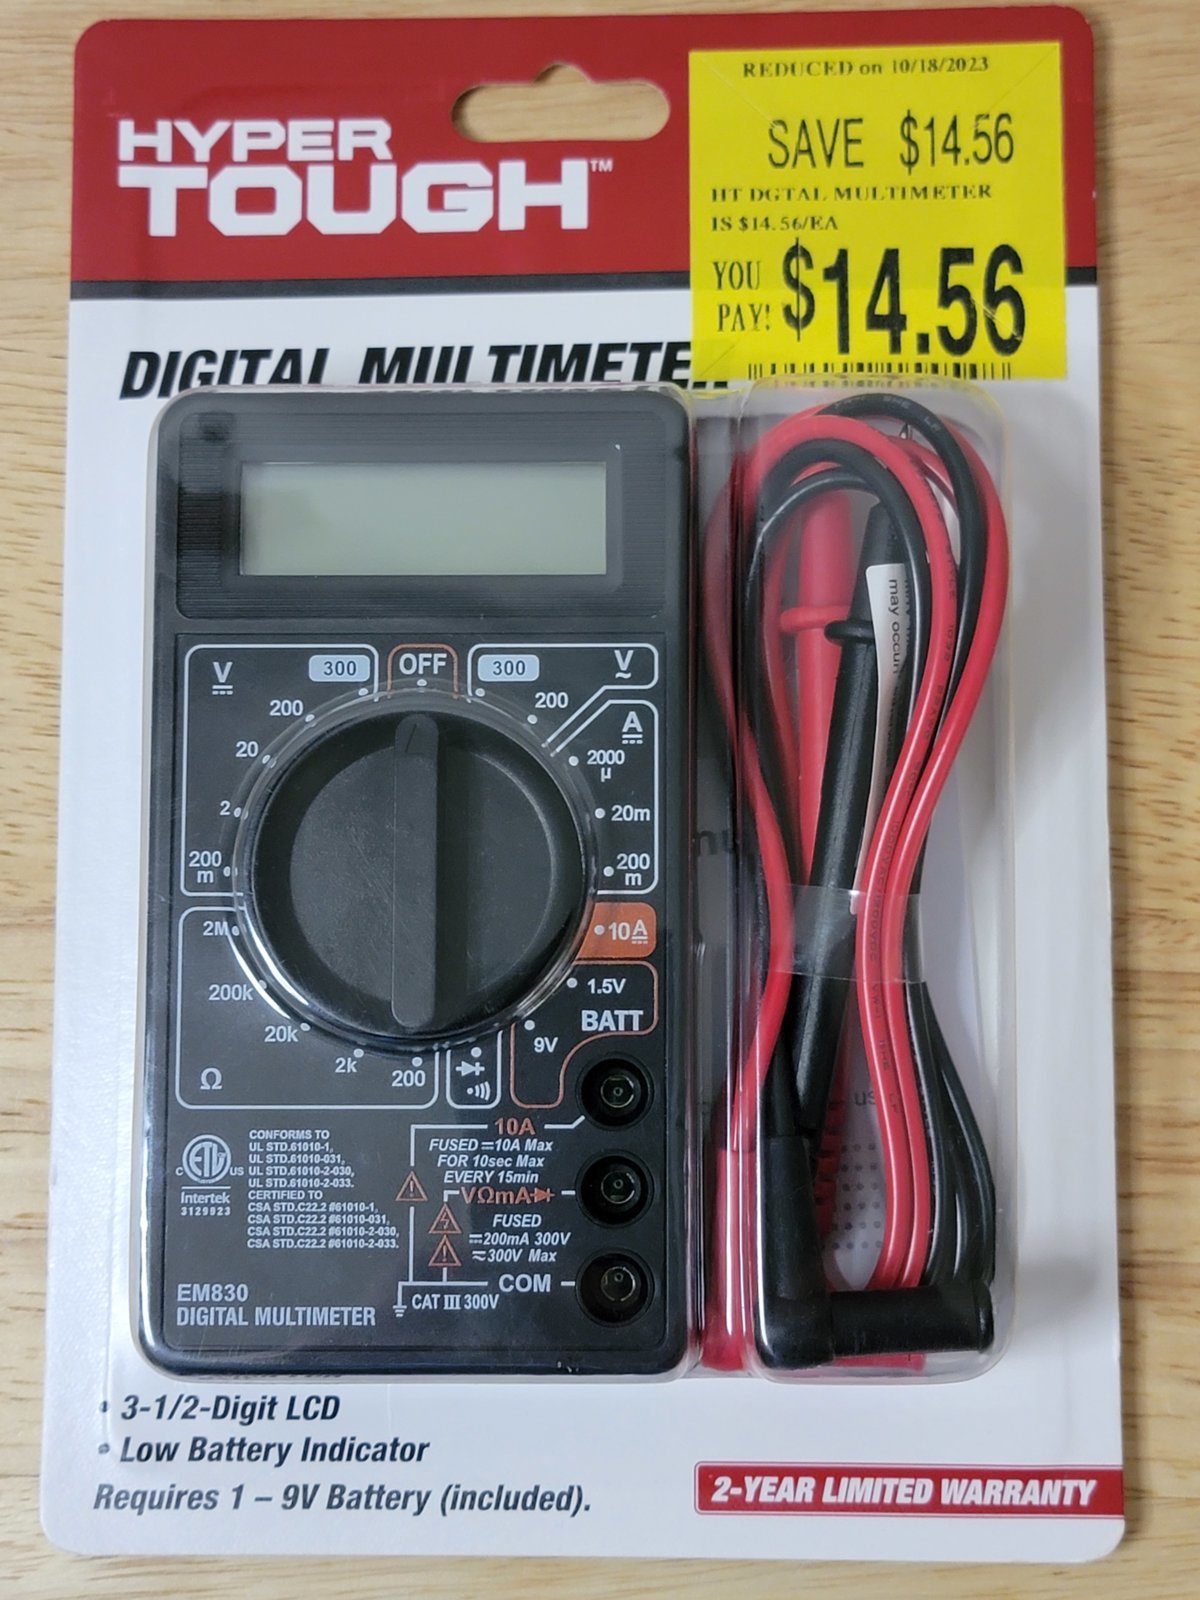 HYPER
TOUGH™
REDUCED on 10/18/2023
SAVE $14.56
HT DGTAL MULTIMETER
IS $14.56/EA
YOU PAY! $14.56
DIGITAL MULTIMETER
V
300
OFF
300
V
200
200
A
20
2000
µ
2
20m
200
m
200
m
2M
10A
200k
1.5V
20k
BATT
2k
9V
200
Ω
10A
FUSED 10A Max
FOR 10sec Max
EVERY 15min
VΩmA
FUSED
200mA 300V
300V Max
COM
CAT III 300V
C ETL US
Intertek
3129923
CONFORMS TO
UL STD.61010-1,
UL STD.61010-031,
UL STD.61010-2-030,
UL STD.61010-2-033.
CERTIFIED TO
CSA STD.C22.2 #61010-1,
CSA STD.C22.2 #61010-031,
CSA STD.C22.2 #61010-2-030,
CSA STD.C22.2 #61010-2-033.
EM830
DIGITAL MULTIMETER
may occur
• 3-1/2-Digit LCD
• Low Battery Indicator
Requires 1 – 9V Battery (included).
2-YEAR LIMITED WARRANTY